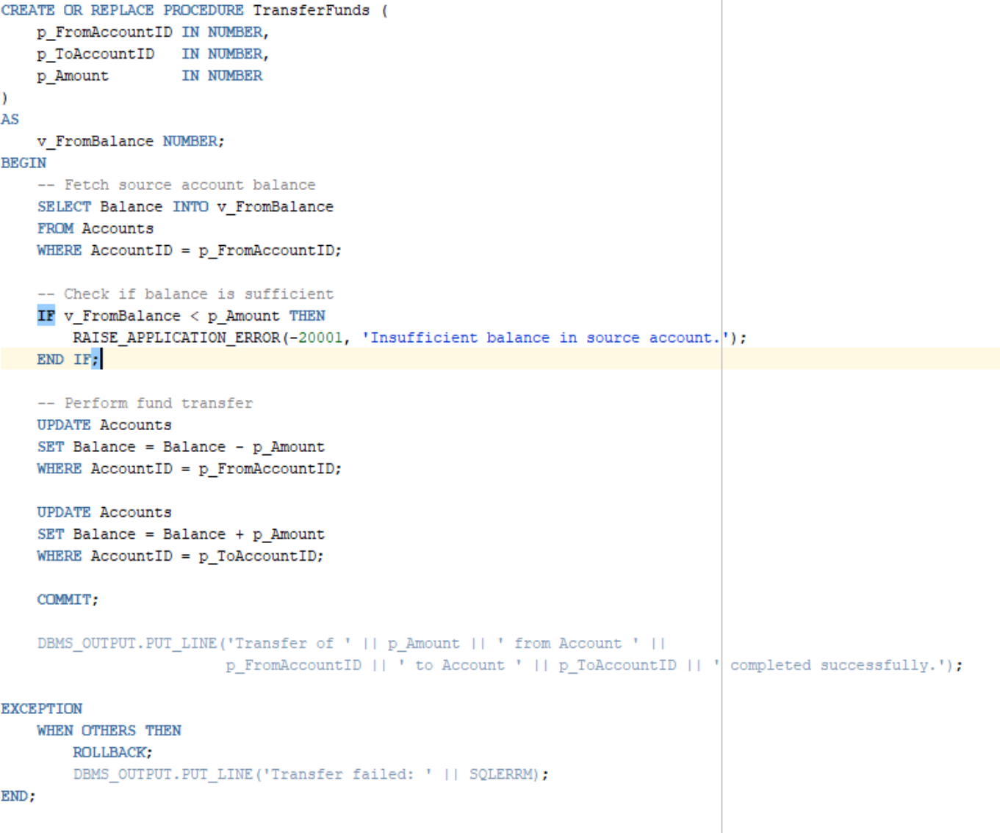 CREATE OR REPLACE PROCEDURE TransferFunds (
    p_FromAccountID IN NUMBER,
    p_ToAccountID   IN NUMBER,
    p_Amount        IN NUMBER
)
AS
    v_FromBalance NUMBER;
BEGIN
    -- Fetch source account balance
    SELECT Balance INTO v_FromBalance
    FROM Accounts
    WHERE AccountID = p_FromAccountID;

    -- Check if balance is sufficient
    IF v_FromBalance < p_Amount THEN
        RAISE_APPLICATION_ERROR(-20001, 'Insufficient balance in source account.');
    END IF;

    -- Perform fund transfer
    UPDATE Accounts
    SET Balance = Balance - p_Amount
    WHERE AccountID = p_FromAccountID;

    UPDATE Accounts
    SET Balance = Balance + p_Amount
    WHERE AccountID = p_ToAccountID;

    COMMIT;

    DBMS_OUTPUT.PUT_LINE('Transfer of ' || p_Amount || ' from Account ' ||
                         p_FromAccountID || ' to Account ' || p_ToAccountID || ' completed successfully.');

EXCEPTION
    WHEN OTHERS THEN
        ROLLBACK;
        DBMS_OUTPUT.PUT_LINE('Transfer failed: ' || SQLERRM);
END;